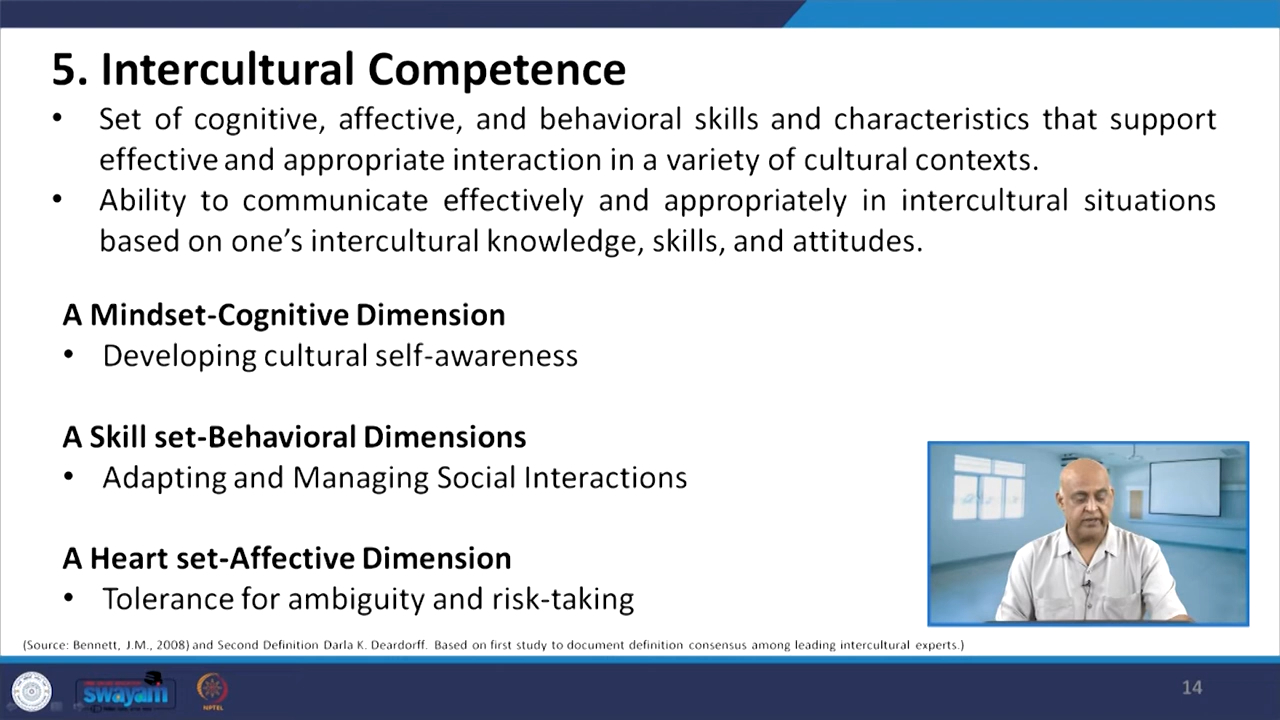 5. Intercultural Competence
• Set of cognitive, affective, and behavioral skills and characteristics that support
effective and appropriate interaction in a variety of cultural contexts.
• Ability to communicate effectively and appropriately in intercultural situations
based on one’s intercultural knowledge, skills, and attitudes.
A Mindset-Cognitive Dimension
• Developing cultural self-awareness
A Skill set-Behavioral Dimensions
• Adapting and Managing Social Interactions
A Heart set-Affective Dimension
• Tolerance for ambiguity and risk-taking
(Source: Bennett, J.M., 2008) and Second Definition Darla K. Deardorff. Based on first study to document definition consensus among leading intercultural experts.)
swayam
NPTEL
14